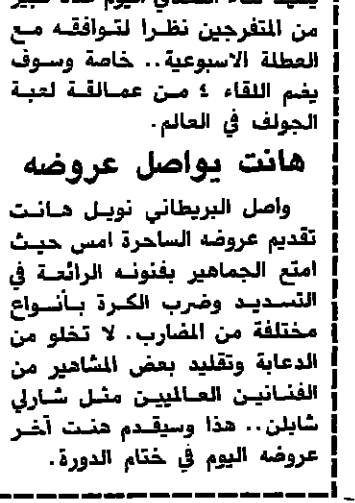 من المتفرجين نظرا لتوافقه مع
العطلة الاسبوعية.. خاصة وسوف
يضم اللقاء ٤ من عمالقة لعبة
الجولف في العالم.
هانت يواصل عروضه
واصل البريطاني نويل هانت
تقديم عروضه الساحرة امس حيث
امتع الجماهير بفنونه الرائعة في
التسديد وضرب الكرة بأنواع
مختلفة من المضارب. لا تخلو من
الدعابة وتقليد بعض المشاهير من
الفنانين العالميين مثل شارلي
شابلن.. هذا وسيقدم هنت آخر
عروضه اليوم في ختام الدورة.